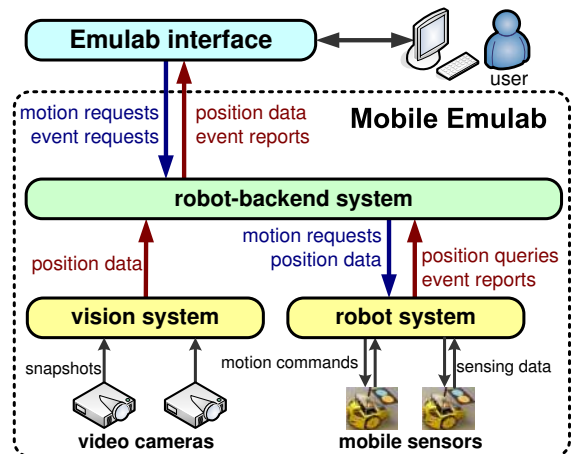 Emulab interface
user
motion requests
event requests
position data
event reports
Mobile Emulab
robot-backend system
position data
motion requests
position data
position queries
event reports
vision system
robot system
snapshots
motion commands
sensing data
video cameras
mobile sensors